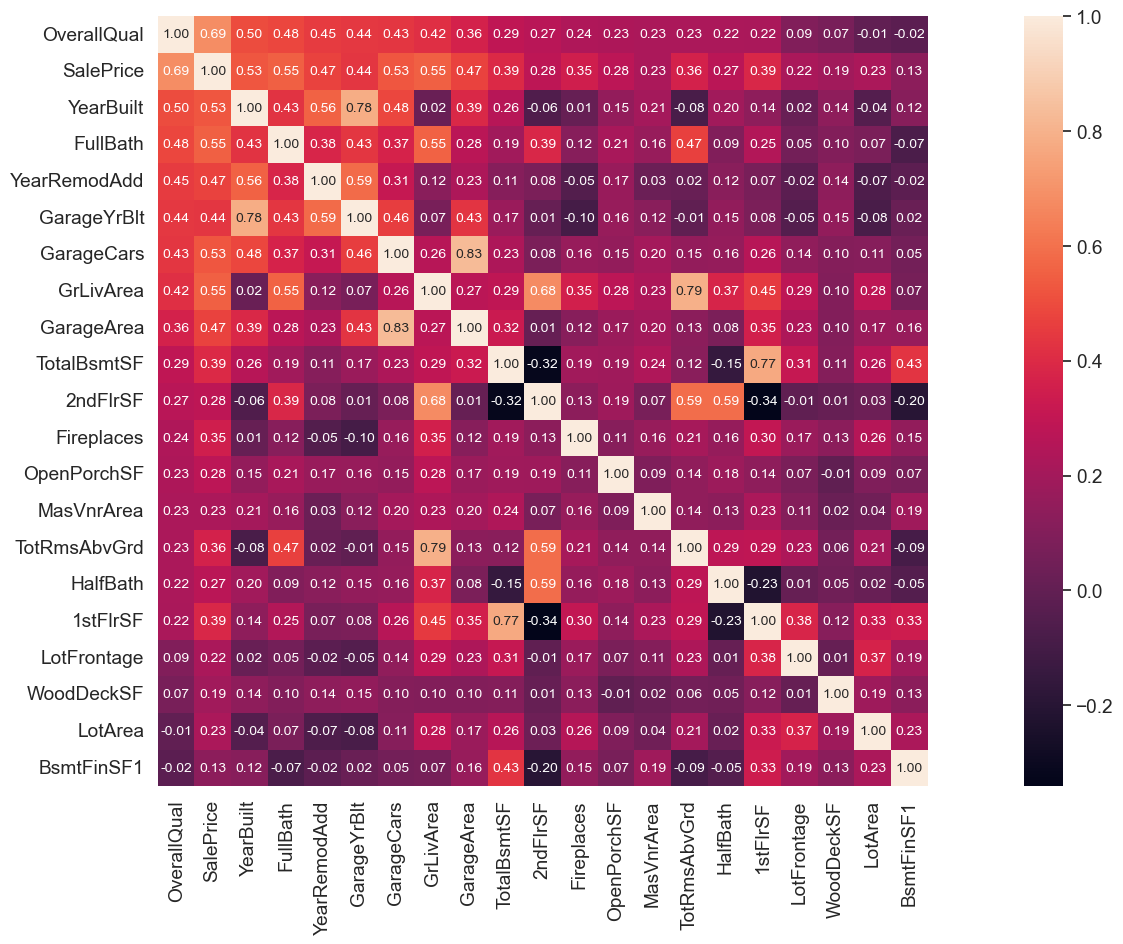 OverallQual 1.00 0.69 0.50 0.48 0.45 0.44 0.43 0.42 0.36 0.29 0.27 0.24 0.23 0.23 0.23 0.22 0.22 0.09 0.07 -0.01 -0.02
SalePrice 0.69 1.00 0.53 0.55 0.47 0.44 0.53 0.55 0.47 0.39 0.28 0.35 0.28 0.23 0.36 0.27 0.39 0.22 0.19 0.23 0.13
YearBuilt 0.50 0.53 1.00 0.43 0.56 0.78 0.48 0.02 0.39 0.26 -0.06 0.01 0.15 0.21 -0.08 0.20 0.14 0.02 0.14 -0.04 0.12
FullBath 0.48 0.55 0.43 1.00 0.38 0.43 0.37 0.55 0.28 0.19 0.39 0.12 0.21 0.16 0.47 0.09 0.25 0.05 0.10 0.07 -0.07
YearRemodAdd 0.45 0.47 0.56 0.38 1.00 0.59 0.31 0.12 0.23 0.11 0.08 -0.05 0.17 0.03 0.02 0.12 0.07 -0.02 0.14 -0.07 -0.02
GarageYrBlt 0.44 0.44 0.78 0.43 0.59 1.00 0.46 0.07 0.43 0.17 0.01 -0.10 0.16 0.12 -0.01 0.15 0.08 -0.05 0.15 -0.08 0.02
GarageCars 0.43 0.53 0.48 0.37 0.31 0.46 1.00 0.26 0.83 0.23 0.08 0.16 0.15 0.20 0.15 0.16 0.26 0.14 0.10 0.11 0.05
GrLivArea 0.42 0.55 0.02 0.55 0.12 0.07 0.26 1.00 0.27 0.29 0.68 0.35 0.28 0.23 0.79 0.37 0.45 0.29 0.10 0.28 0.07
GarageArea 0.36 0.47 0.39 0.28 0.23 0.43 0.83 0.27 1.00 0.32 0.01 0.12 0.17 0.20 0.13 0.08 0.35 0.23 0.10 0.17 0.16
TotalBsmtSF 0.29 0.39 0.26 0.19 0.11 0.17 0.23 0.29 0.32 1.00 -0.32 0.19 0.19 0.24 0.12 -0.15 0.77 0.31 0.11 0.26 0.43
2ndFlrSF 0.27 0.28 -0.06 0.39 0.08 0.01 0.08 0.68 0.01 -0.32 1.00 0.13 0.19 0.07 0.59 0.59 -0.34 -0.01 0.01 0.03 -0.20
Fireplaces 0.24 0.35 0.01 0.12 -0.05 -0.10 0.16 0.35 0.12 0.19 0.13 1.00 0.11 0.16 0.21 0.16 0.30 0.17 0.13 0.26 0.15
OpenPorchSF 0.23 0.28 0.15 0.21 0.17 0.16 0.15 0.28 0.17 0.19 0.19 0.11 1.00 0.09 0.14 0.18 0.14 0.07 -0.01 0.09 0.07
MasVnrArea 0.23 0.23 0.21 0.16 0.03 0.12 0.20 0.23 0.20 0.24 0.07 0.16 0.09 1.00 0.14 0.13 0.23 0.11 0.02 0.04 0.19
TotRmsAbvGrd 0.23 0.36 -0.08 0.47 0.02 -0.01 0.15 0.79 0.13 0.12 0.59 0.21 0.14 0.14 1.00 0.29 0.29 0.23 0.06 0.21 -0.09
HalfBath 0.22 0.27 0.20 0.09 0.12 0.15 0.16 0.37 0.08 -0.15 0.59 0.16 0.18 0.13 0.29 1.00 -0.23 0.01 0.05 0.02 -0.05
1stFlrSF 0.22 0.39 0.14 0.25 0.07 0.08 0.26 0.45 0.35 0.77 -0.34 0.30 0.14 0.23 0.29 -0.23 1.00 0.38 0.12 0.33 0.33
LotFrontage 0.09 0.22 0.02 0.05 -0.02 -0.05 0.14 0.29 0.23 0.31 -0.01 0.17 0.07 0.11 0.23 0.01 0.38 1.00 0.01 0.37 0.19
WoodDeckSF 0.07 0.19 0.14 0.10 0.14 0.15 0.10 0.10 0.10 0.11 0.01 0.13 -0.01 0.02 0.06 0.05 0.12 0.01 1.00 0.19 0.13
LotArea -0.01 0.23 -0.04 0.07 -0.07 -0.08 0.11 0.28 0.17 0.26 0.03 0.26 0.09 0.04 0.21 0.02 0.33 0.37 0.19 1.00 0.23
BsmtFinSF1 -0.02 0.13 0.12 -0.07 -0.02 0.02 0.05 0.07 0.16 0.43 -0.20 0.15 0.07 0.19 -0.09 -0.05 0.33 0.19 0.13 0.23 1.00
OverallQual
SalePrice
YearBuilt
FullBath
YearRemodAdd
GarageYrBlt
GarageCars
GrLivArea
GarageArea
TotalBsmtSF
2ndFlrSF
Fireplaces
OpenPorchSF
MasVnrArea
TotRmsAbvGrd
HalfBath
1stFlrSF
LotFrontage
WoodDeckSF
LotArea
BsmtFinSF1
1.0
0.8
0.6
0.4
0.2
0.0
−0.2